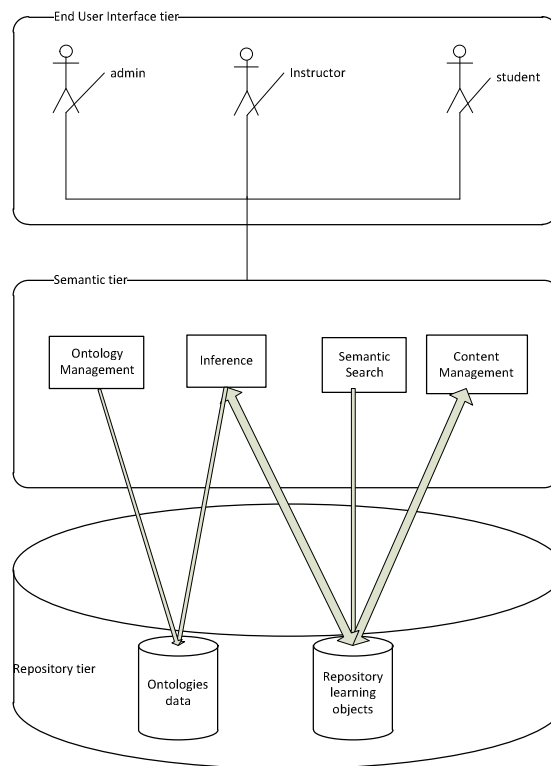 End User Interface tier
admin
Instructor
student
Semantic tier
Ontology
Management
Inference
Semantic
Search
Content
Management
Repository tier
Ontologies
data
Repository
learning
objects